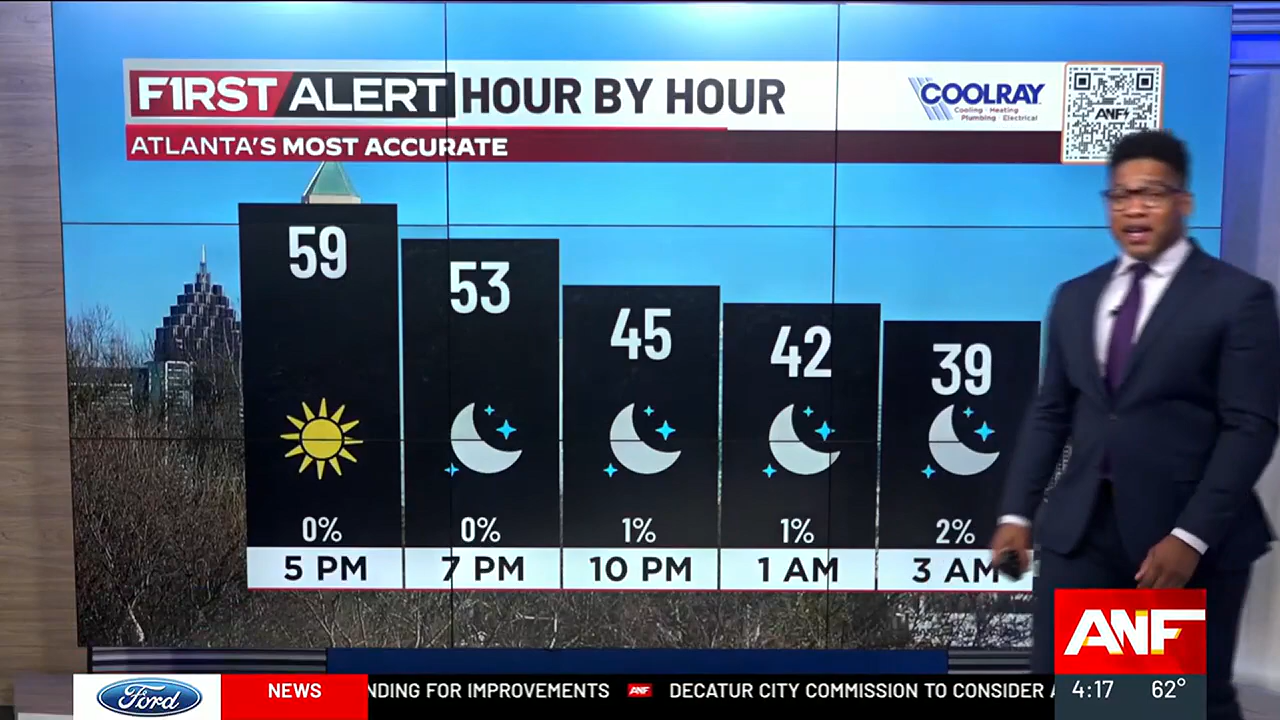 F1RST ALERT HOUR BY HOUR
COOLRAY
Cooling · Heating
Plumbing · Electrical
ANF
ATLANTA'S MOST ACCURATE
59
53
45
42
39
0%
0%
1%
1%
2%
5 PM
7 PM
10 PM
1 AM
3 AM
ANF
Ford
NEWS
NDING FOR IMPROVEMENTS ANF DECATUR CITY COMMISSION TO CONSIDER
4:17 62°